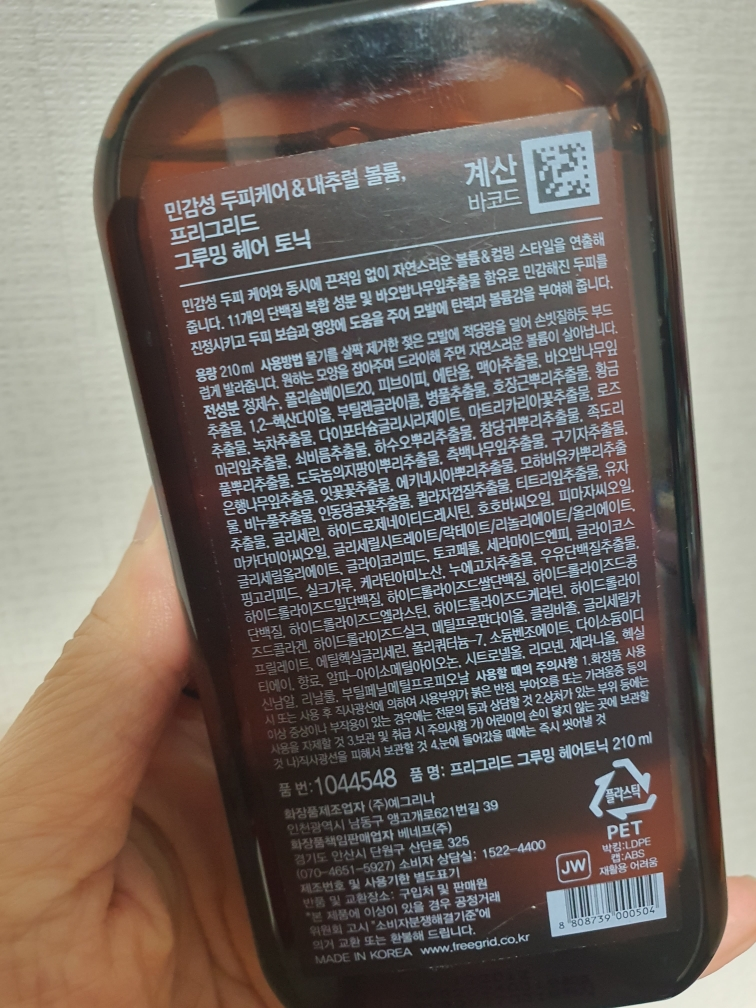 민감성 두피케어&내추럴 볼륨,
프리그리드
그루밍 헤어 토닉
계산
바코드
민감성 두피 케어와 동시에 끈적임 없이 자연스러운 볼륨&컬링 스타일을 연출해
줍니다. 11개의 단백질 복합 성분 및 바오밥나무잎추출물 함유로 민감해진 두피를
진정시키고 두피 보습과 영양에 도움을 주어 모발에 탄력과 볼륨감을 부여해 줍니다.
용량 210ml 사용방법 물기를 살짝 제거한 젖은 모발에 적당량을 덜어 손빗질하듯 부드
럽게 발라줍니다. 원하는 모양을 잡아주며 드라이해 주면 자연스러운 볼륨이 살아납니다.
전성분 정제수, 폴리솔베이트20, 피브이피, 에탄올, 맥아추출물, 바오밥나무잎
추출물, 1,2-헥산다이올, 부틸렌글라이콜, 병풀추출물, 호장근뿌리추출물, 황금
추출물, 녹차추출물, 다이포타슘글리시리제이트, 마트리카리아꽃추출물, 로즈
마리잎추출물, 쇠비름추출물, 하수오뿌리추출물, 참당귀뿌리추출물, 족도리
풀뿌리추출물, 도둑놈의지팡이뿌리추출물, 측백나무잎추출물, 구기자추출물,
은행나무잎추출물, 잇꽃꽃추출물, 에키네시아뿌리추출물, 모하비유카뿌리추출
물, 비누풀추출물, 인동덩굴꽃추출물, 퀼라자껍질추출물, 티트리잎추출물, 유자
추출물, 글리세린, 하이드로제네이티드레시틴, 호호바씨오일, 피마자씨오일,
마카다미아씨오일, 글리세릴시트레이트/락테이트/리놀리에이트/올리에이트,
글리세릴올리에이트, 글라이코리피드, 토코페롤, 세라마이드엔피, 글라이코스
핑고리피드, 실크가루, 케라틴아미노산, 누에고치추출물, 우유단백질추출물,
하이드롤라이즈드밀단백질, 하이드롤라이즈드쌀단백질, 하이드롤라이즈드콩
단백질, 하이드롤라이즈드엘라스틴, 하이드롤라이즈드케라틴, 하이드롤라이
즈드콜라겐, 하이드롤라이즈드실크, 메틸프로판다이올, 클림바졸, 글리세릴카
프릴레이트, 에틸헥실글리세린, 폴리쿼터늄-7, 소듐벤조에이트, 다이소듐이디
티에이, 향료, 알파-아이소메틸아이오논, 시트로넬올, 리모넨, 제라니올, 헥실
신남알, 리날룰, 부틸페닐메틸프로피오날 사용할 때의 주의사항 1.화장품 사용
시 또는 사용 후 직사광선에 의하여 사용부위가 붉은 반점, 부어오름 또는 가려움증 등의
이상 증상이나 부작용이 있는 경우에는 전문의 등과 상담할 것 2.상처가 있는 부위 등에는
사용을 자제할 것 3.보관 및 취급 시 주의사항 가) 어린이의 손이 닿지 않는 곳에 보관할
것 나)직사광선을 피해서 보관할 것 4.눈에 들어갔을 때에는 즉시 씻어낼 것
품 번:1044548 품 명: 프리그리드 그루밍 헤어토닉 210 ml
화장품제조업자 (주)예그리나
인천광역시 남동구 앵고개로621번길 39
화장품책임판매업자 베네프(주)
경기도 안산시 단원구 산단로 325
(070-4651-5927) 소비자 상담실: 1522-4400
제조번호 및 사용기한 별도표기
반품 및 교환장소: 구입처 및 판매원
"본 제품에 이상이 있을 경우 공정거래
위원회 고시 "소비자분쟁해결기준"에
의거 교환 또는 환불해 드립니다.
MADE IN KOREA www.freegrid.co.kr
플라스틱
PET
박킹:LDPE
캡:ABS
재활용 어려움
JW
8 808739 000504